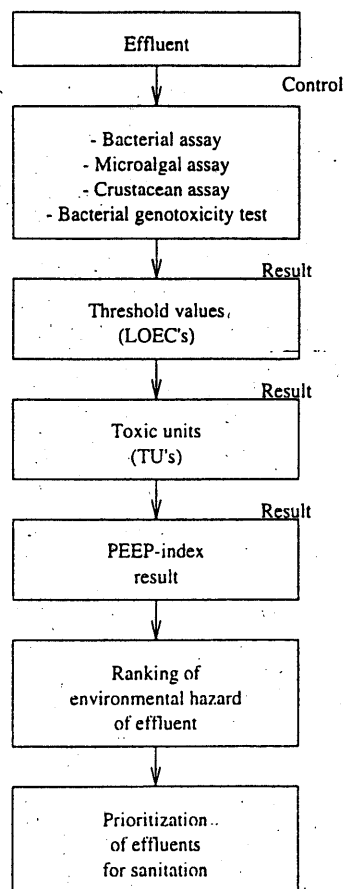 Effluent
Control
- Bacterial assay
- Microalgal assay
- Crustacean assay
- Bacterial genotoxicity test
Result
Threshold values
(LOEC's)
Result
Toxic units
(TU's)
Result
PEEP-index
result
Ranking of
environmental hazard
of effluent
Prioritization
of effluents
for sanitation